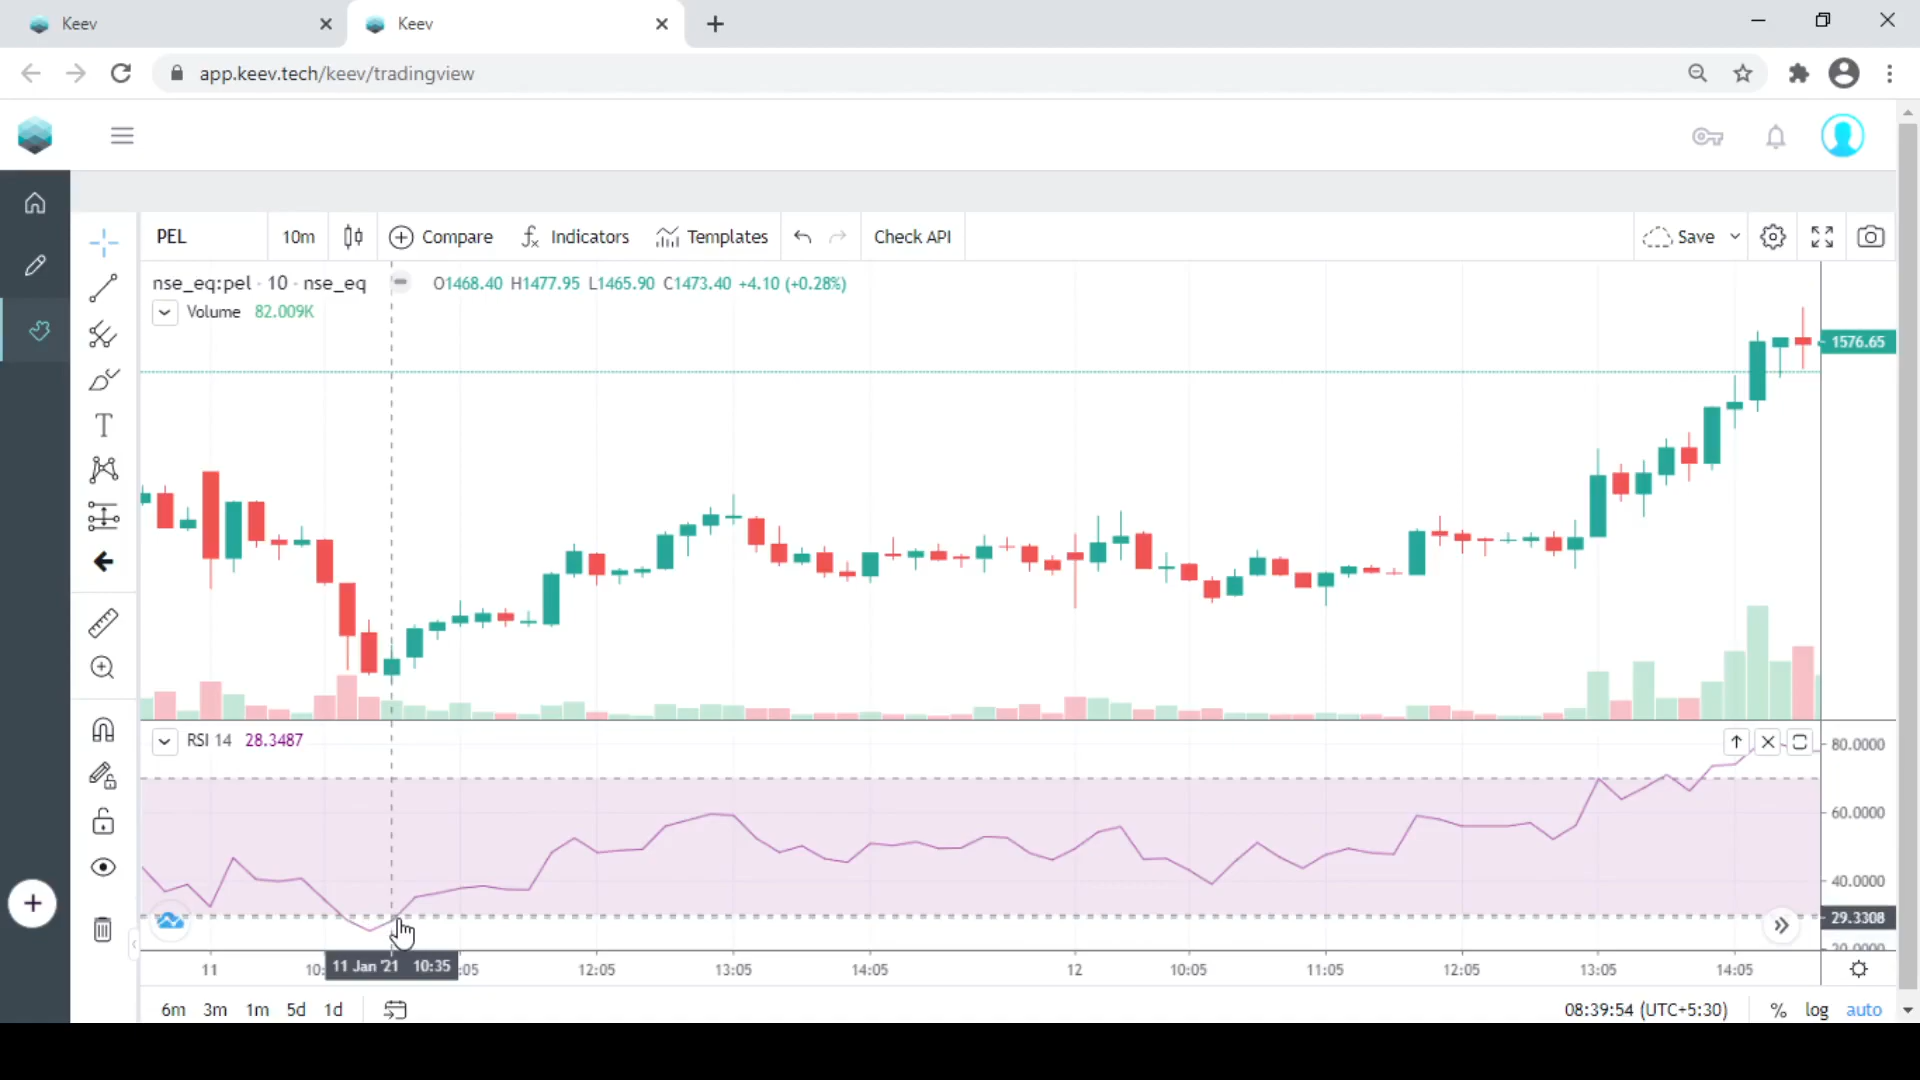 Keev
Keev
app.keev.tech/keev/tradingview
PEL 10m Compare Indicators Templates Check API Save
nse_eq:pel · 10 · nse_eq O1468.40 H1477.95 L1465.90 C1473.40 +4.10 (+0.28%)
Volume 82.009K
1576.65
T
RSI 14 28.3487
80.0000
60.0000
40.0000
29.3308
20.0000
11 10: 11 Jan '21 10:35 :05 12:05 13:05 14:05 12 10:05 11:05 12:05 13:05 14:05
6m 3m 1m 5d 1d 08:39:54 (UTC+5:30) % log auto